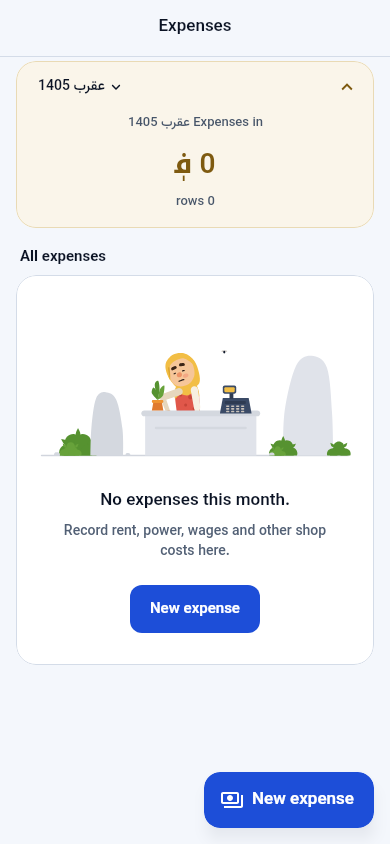 Expenses
عقرب 1405
عقرب 1405 Expenses in
0 ؋
rows 0
All expenses
No expenses this month.
Record rent, power, wages and other shop
costs here.
New expense
New expense